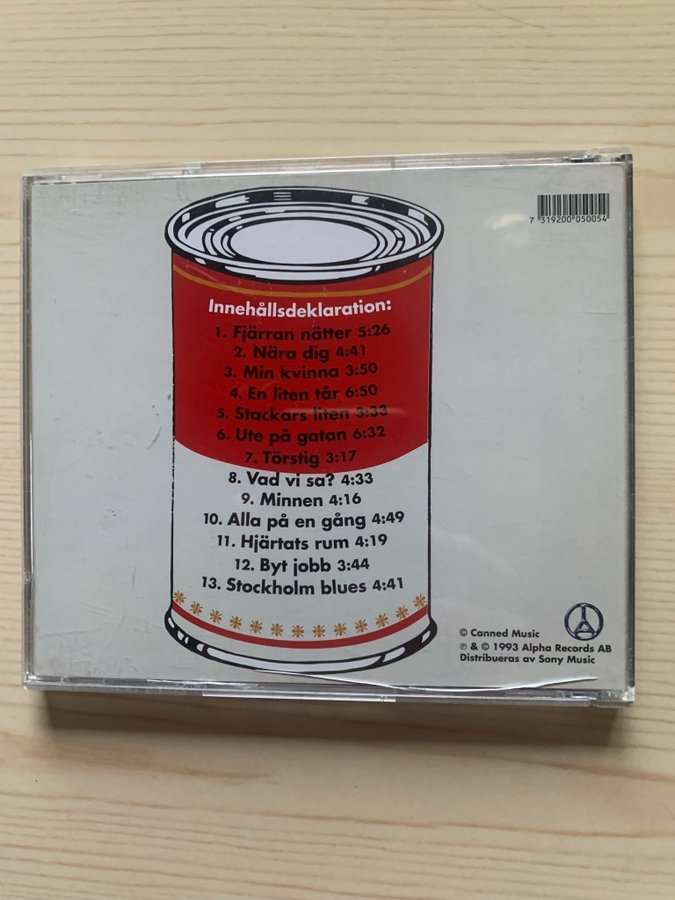 7 319200 050054
Innehållsdeklaration:
1. Fjärran nätter 5:26
2. Nära dig 4:41
3. Min kvinna 3:50
4. En liten tår 6:50
5. Stackars liten 3:33
6. Ute på gatan 6:32
7. Törstig 3:17
8. Vad vi sa? 4:33
9. Minnen 4:16
10. Alla på en gång 4:49
11. Hjärtats rum 4:19
12. Byt jobb 3:44
13. Stockholm blues 4:41
© Canned Music
℗ & © 1993 Alpha Records AB
Distribueras av Sony Music